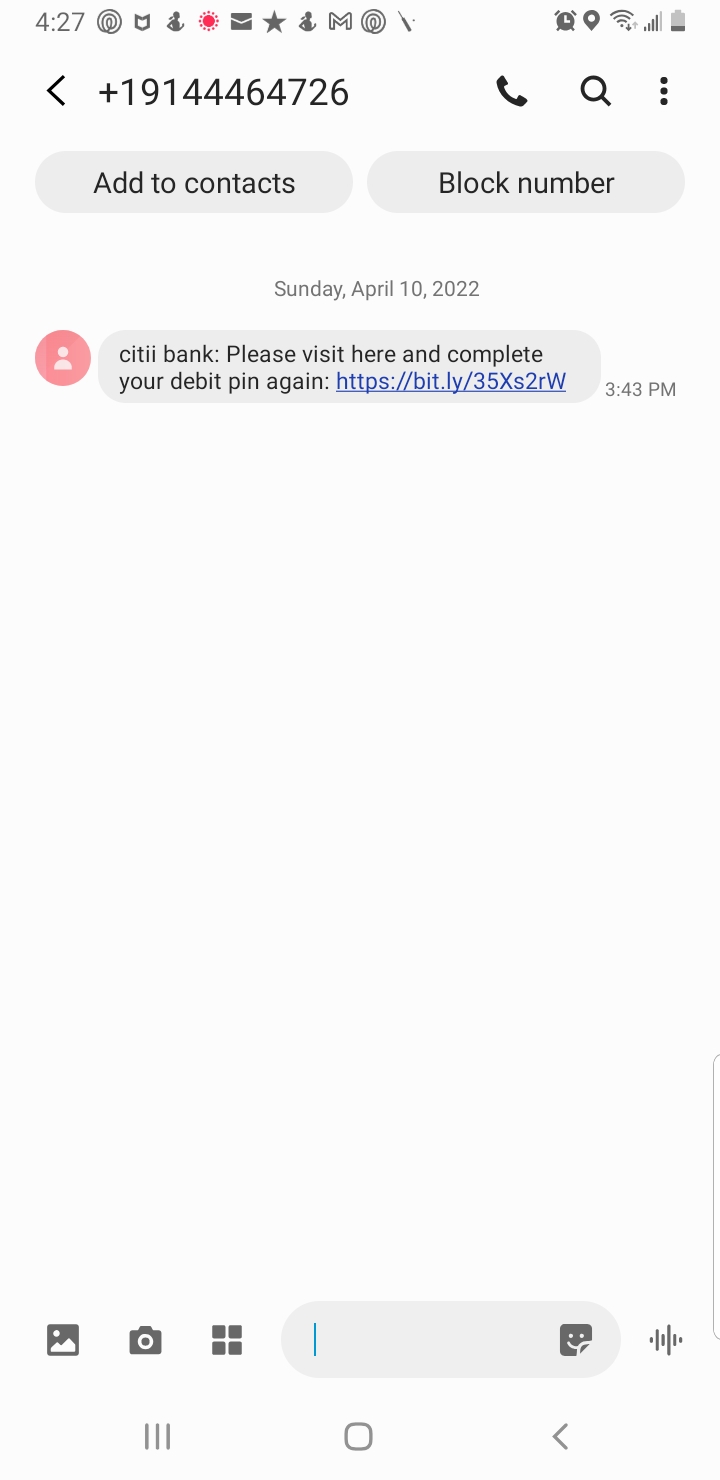 4:27
+19144464726
Add to contacts
Block number
Sunday, April 10, 2022
citii bank: Please visit here and complete
your debit pin again: https://bit.ly/35Xs2rW
3:43 PM